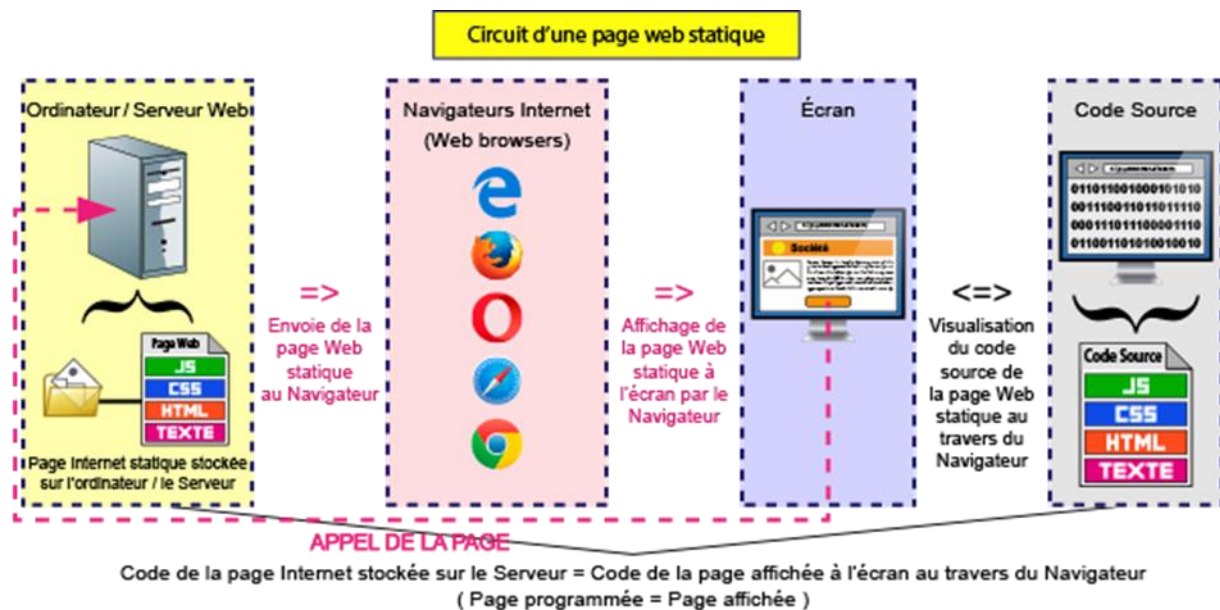 Circuit d'une page web statique
Ordinateur / Serveur Web
Page Web
JS
CSS
HTML
TEXTE
Page Internet statique stockée
sur l'ordinateur / le Serveur
=>
Envoie de la
page Web
statique
au Navigateur
Navigateurs Internet
(Web browsers)
=>
Affichage de
la page Web
statique à
l'écran par le
Navigateur
Écran
Société
<=>
Visualisation
du code
source de
la page Web
statique au
travers du
Navigateur
Code Source
011011001000101010
001110011011011110
000111011100001110
011001101010010010
Code Source
JS
CSS
HTML
TEXTE
APPEL DE LA PAGE
Code de la page Internet stockée sur le Serveur = Code de la page affichée à l'écran au travers du Navigateur
( Page programmée = Page affichée )